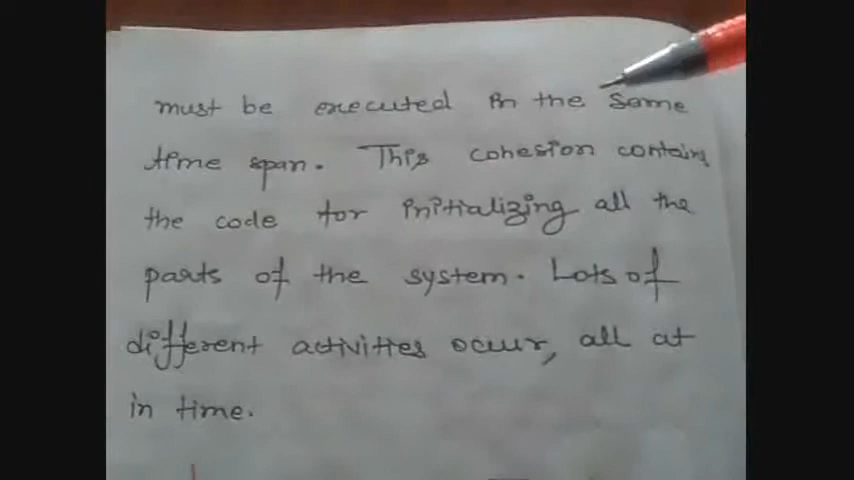 must be executed in the same
time span. This cohesion contains
the code for initializing all the
parts of the system. Lots of
different activities occur, all at
in time.